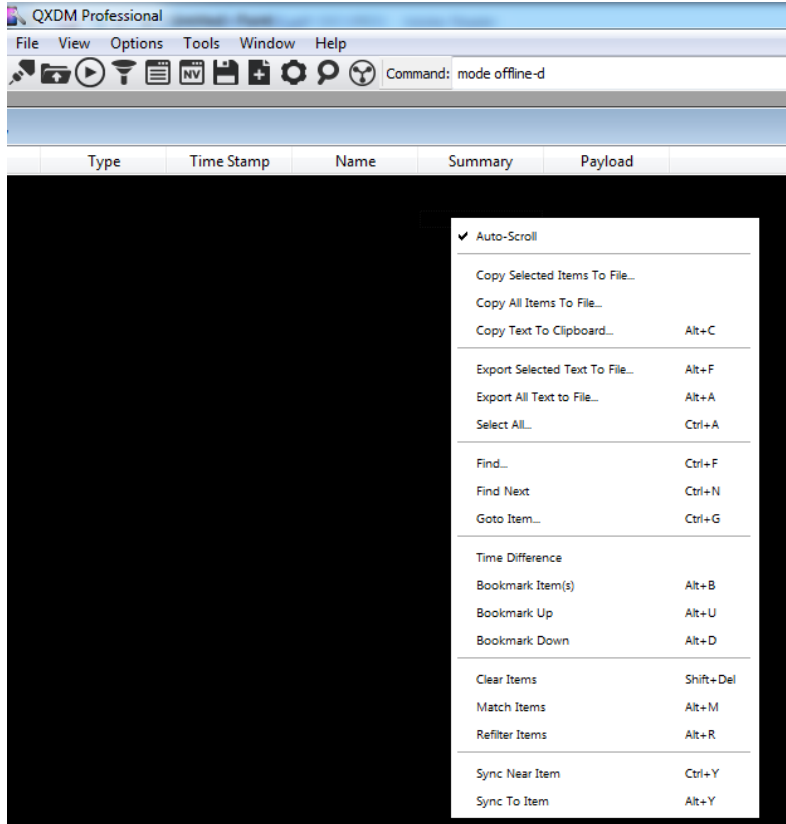 QXDM Professional
File View Options Tools Window Help
NV Command: mode offline-d
Type Time Stamp Name Summary Payload
✔ Auto-Scroll
Copy Selected Items To File...
Copy All Items To File...
Copy Text To Clipboard... Alt+C
Export Selected Text To File... Alt+F
Export All Text to File... Alt+A
Select All... Ctrl+A
Find... Ctrl+F
Find Next Ctrl+N
Goto Item... Ctrl+G
Time Difference
Bookmark Item(s) Alt+B
Bookmark Up Alt+U
Bookmark Down Alt+D
Clear Items Shift+Del
Match Items Alt+M
Refilter Items Alt+R
Sync Near Item Ctrl+Y
Sync To Item Alt+Y